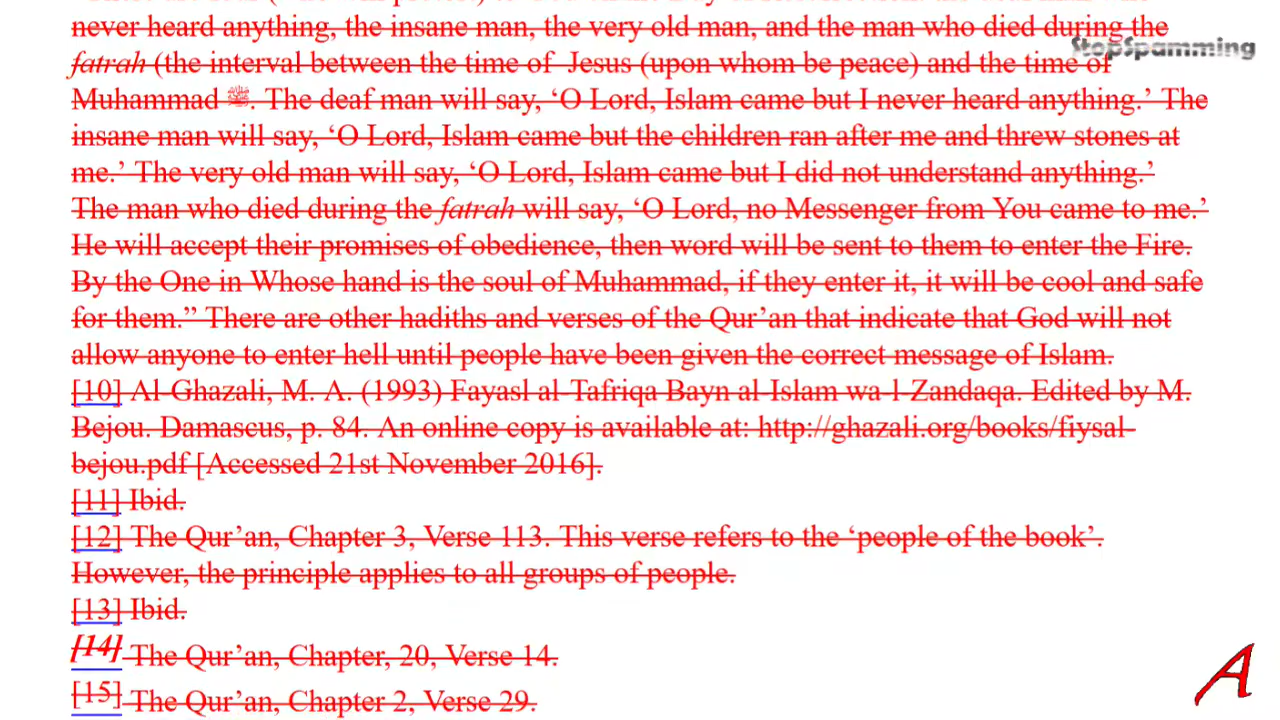 never heard anything, the insane man, the very old man, and the man who died during the
StopSpamming
fatrah (the interval between the time of Jesus (upon whom be peace) and the time of
Muhammad ﷺ. The deaf man will say, ‘O Lord, Islam came but I never heard anything.’ The
insane man will say, ‘O Lord, Islam came but the children ran after me and threw stones at
me.’ The very old man will say, ‘O Lord, Islam came but I did not understand anything.’
The man who died during the fatrah will say, ‘O Lord, no Messenger from You came to me.’
He will accept their promises of obedience, then word will be sent to them to enter the Fire.
By the One in Whose hand is the soul of Muhammad, if they enter it, it will be cool and safe
for them.” There are other hadiths and verses of the Qur’an that indicate that God will not
allow anyone to enter hell until people have been given the correct message of Islam.
[10] Al-Ghazali, M. A. (1993) Fayasl al-Tafriqa Bayn al-Islam wa-l-Zandaqa. Edited by M.
Bejou. Damascus, p. 84. An online copy is available at: http://ghazali.org/books/fiysal-
bejou.pdf [Accessed 21st November 2016].
[11] Ibid.
[12] The Qur’an, Chapter 3, Verse 113. This verse refers to the ‘people of the book’.
However, the principle applies to all groups of people.
[13] Ibid.
[14] The Qur’an, Chapter, 20, Verse 14.
[15] The Qur’an, Chapter 2, Verse 29.
A